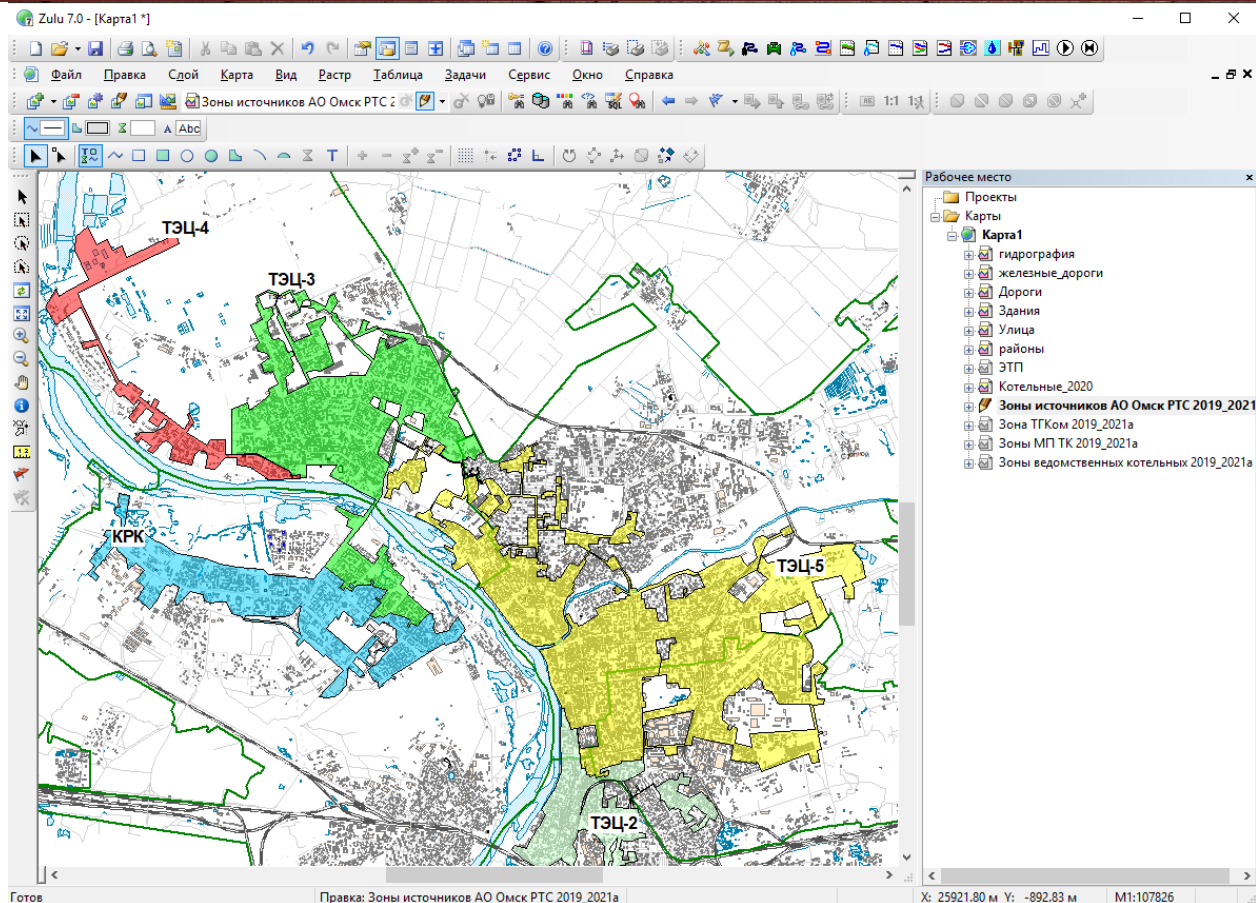 Zulu 7.0 - [Карта1 *]
Файл Правка Слой Карта Вид Растр Таблица Задачи Сервис Окно Справка
Зоны источников АО Омск РТС 2
1:1
A Abc
T
Рабочее место
Проекты
Карты
Карта1
гидрография
железные_дороги
Дороги
Здания
Улица
районы
ЭТП
Котельные_2020
Зоны источников АО Омск РТС 2019_2021
Зона ТГКом 2019_2021а
Зоны МП ТК 2019_2021а
Зоны ведомственных котельных 2019_2021а
ТЭЦ-4
ТЭЦ-3
КРК
ТЭЦ-5
ТЭЦ-2
Готов
Правка: Зоны источников АО Омск РТС 2019_2021а
X: 25921.80 м Y: -892.83 м
М1:107826